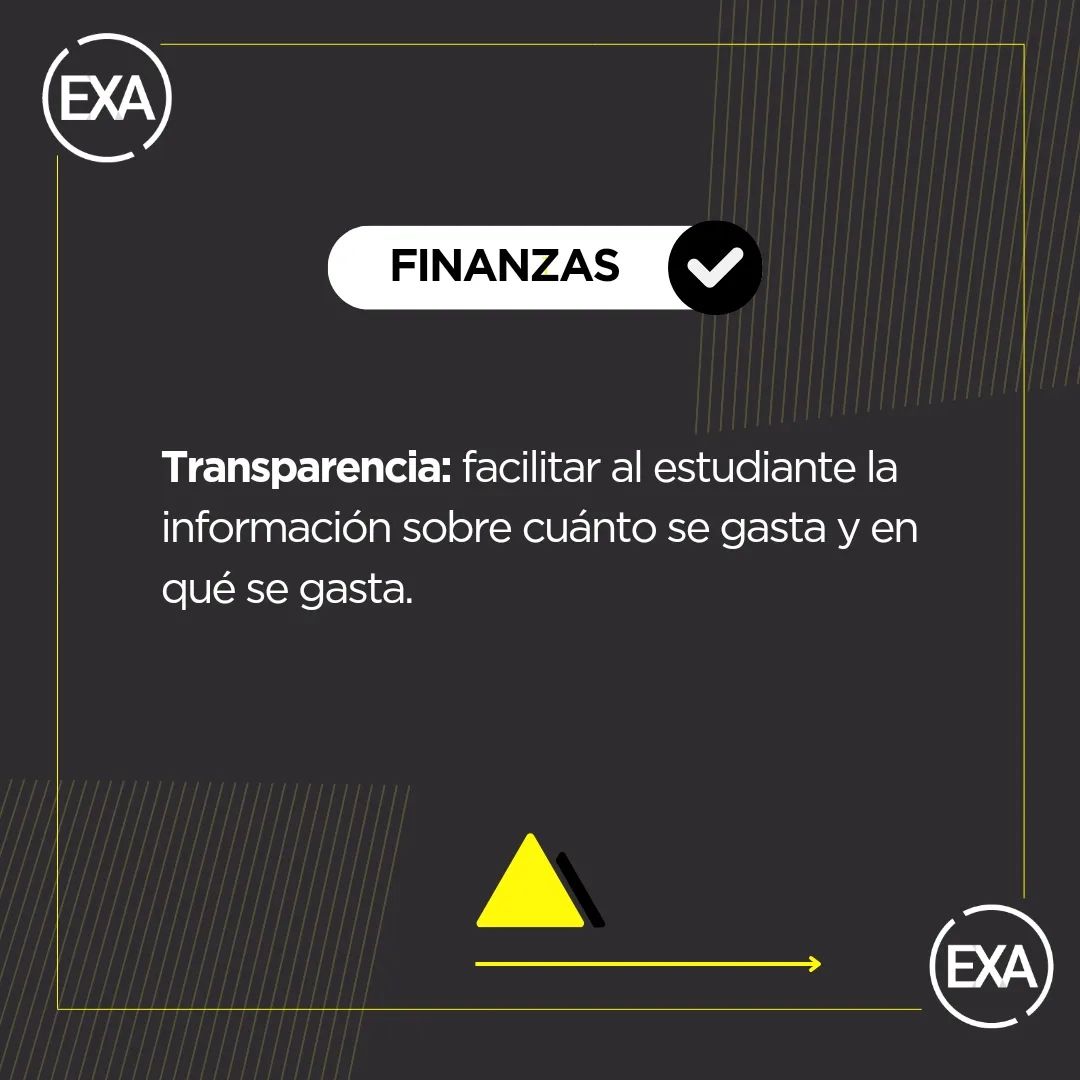 EXA
FINANZAS
Transparencia: facilitar al estudiante la
información sobre cuánto se gasta y en
qué se gasta.
EXA